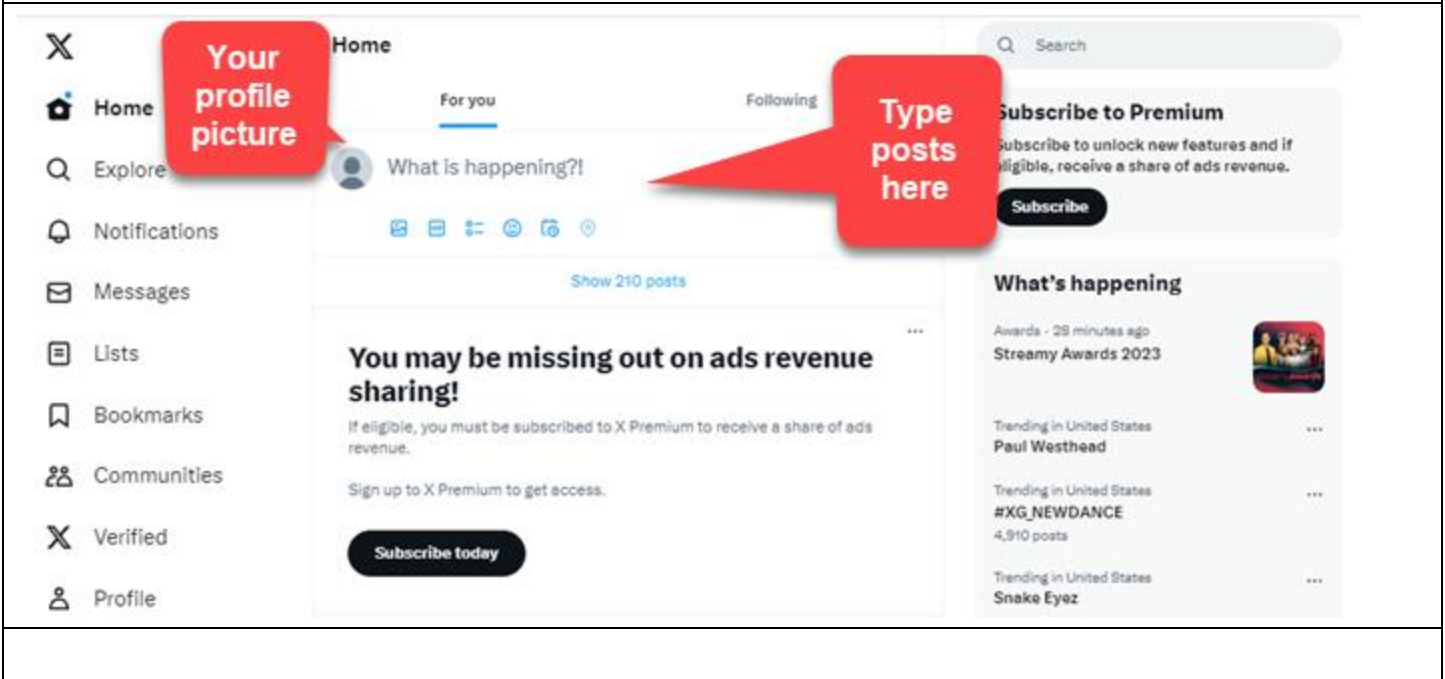 X
Home
Explore
Notifications
Messages
Lists
Bookmarks
Communities
Verified
Profile
Your
profile
picture
Home
For you
Following
What is happening?!
Type
posts
here
Show 210 posts
You may be missing out on ads revenue
sharing!
If eligible, you must be subscribed to X Premium to receive a share of ads
revenue.
Sign up to X Premium to get access.
Subscribe today
Search
Subscribe to Premium
Subscribe to unlock new features and if
eligible, receive a share of ads revenue.
Subscribe
What's happening
Awards · 29 minutes ago
Streamy Awards 2023
Trending in United States
Paul Westhead
Trending in United States
#XG_NEWDANCE
4,910 posts
Trending in United States
Snake Eyez